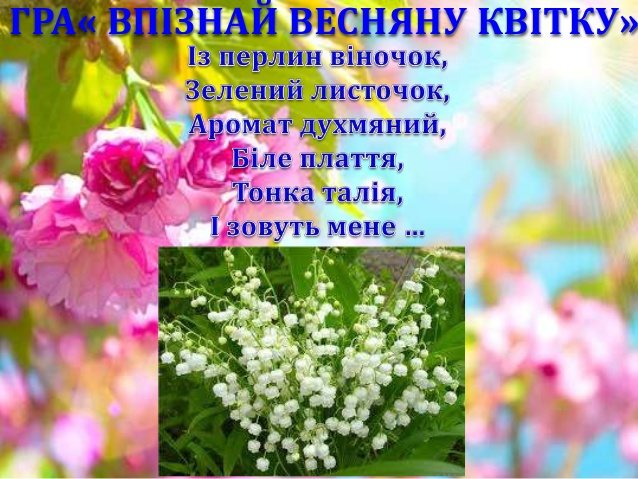 ГРА« ВПІЗНАЙ ВЕСНЯНУ КВІТКУ»
Із перлин віночок,
Зелений листочок,
Аромат духмяний,
Біле плаття,
Тонка талія,
І зовуть мене ...